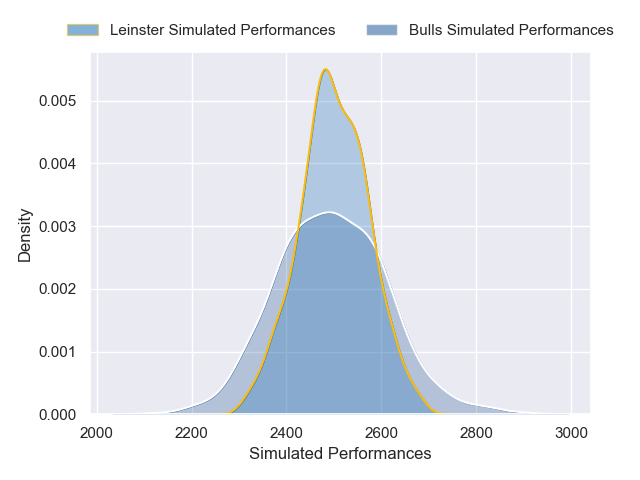 Leinster Simulated Performances Bulls Simulated Performances
0.005
0.004
0.003
0.002
0.001
0.000
Density
2000 2200 2400 2600 2800 3000
Simulated Performances